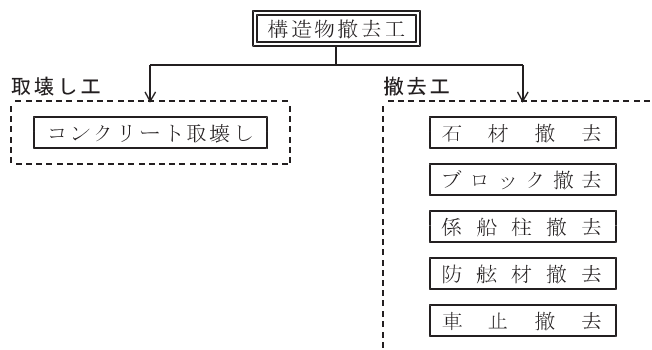 構造物撤去工
取壊し工
コンクリート取壊し
撤去工
石材撤去
ブロック撤去
係船柱撤去
防舷材撤去
車止撤去